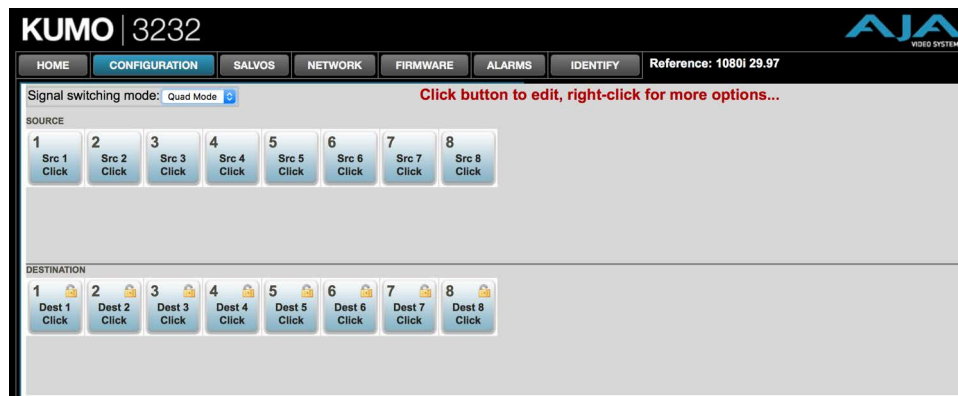 KUMO | 3232
AJA
VIDEO SYSTEMS
HOME CONFIGURATION SALVOS NETWORK FIRMWARE ALARMS IDENTIFY Reference: 1080i 29.97
Signal switching mode: Quad Mode Click button to edit, right-click for more options...
SOURCE
1 2 3 4 5 6 7 8
Src 1 Src 2 Src 3 Src 4 Src 5 Src 6 Src 7 Src 8
Click Click Click Click Click Click Click Click
DESTINATION
1 2 3 4 5 6 7 8
Dest 1 Dest 2 Dest 3 Dest 4 Dest 5 Dest 6 Dest 7 Dest 8
Click Click Click Click Click Click Click Click